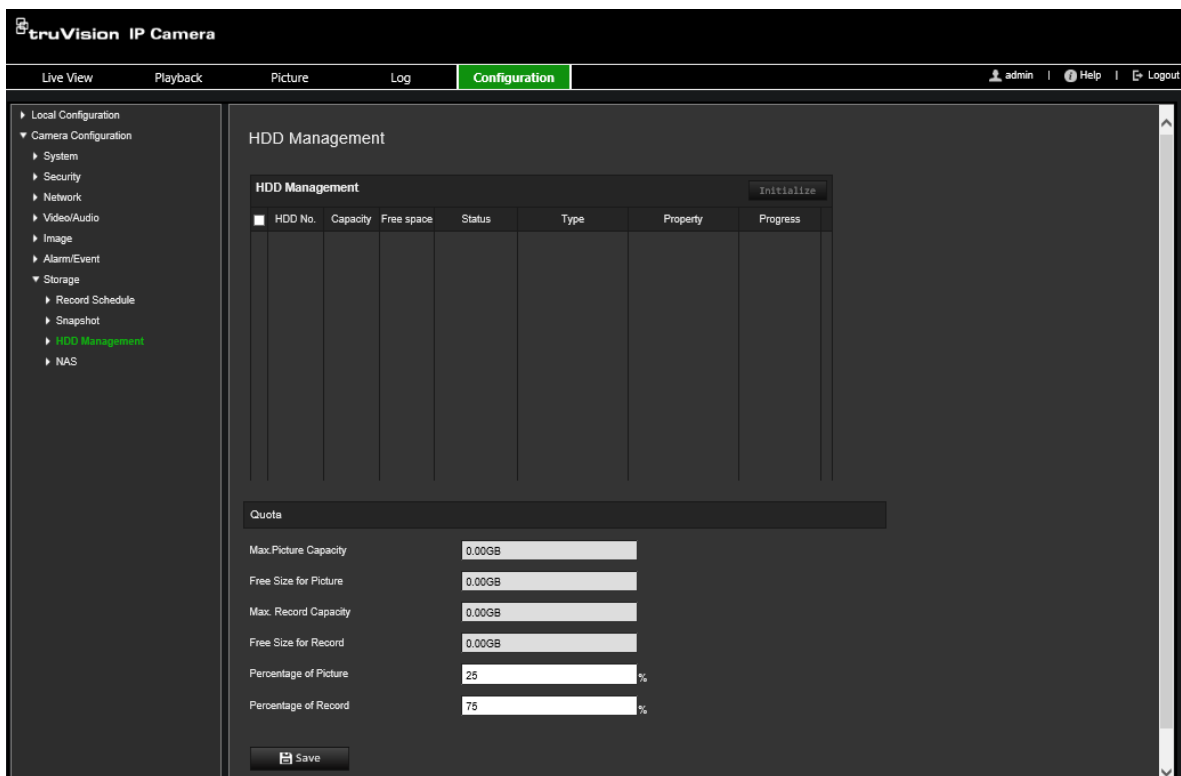 truVision IP Camera
Live View Playback Picture Log Configuration admin | Help | Logout
Local Configuration
Camera Configuration
System
Security
Network
Video/Audio
Image
Alarm/Event
Storage
Record Schedule
Snapshot
HDD Management
NAS
HDD Management
HDD Management Initialize
HDD No. Capacity Free space Status Type Property Progress
Quota
Max.Picture Capacity 0.00GB
Free Size for Picture 0.00GB
Max. Record Capacity 0.00GB
Free Size for Record 0.00GB
Percentage of Picture 25 %
Percentage of Record 75 %
Save